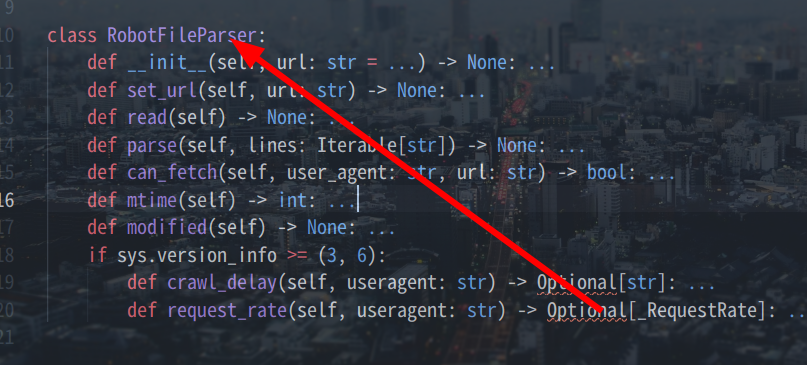 9
10 class RobotFileParser:
11 def __init__(self, url: str = ...) -> None: ...
12 def set_url(self, url: str) -> None: ...
13 def read(self) -> None: ...
14 def parse(self, lines: Iterable[str]) -> None: ...
15 def can_fetch(self, user_agent: str, url: str) -> bool: ...
16 def mtime(self) -> int: ...
17 def modified(self) -> None: ...
18 if sys.version_info >= (3, 6):
19 def crawl_delay(self, useragent: str) -> Optional[str]: ...
20 def request_rate(self, useragent: str) -> Optional[_RequestRate]: ..
21